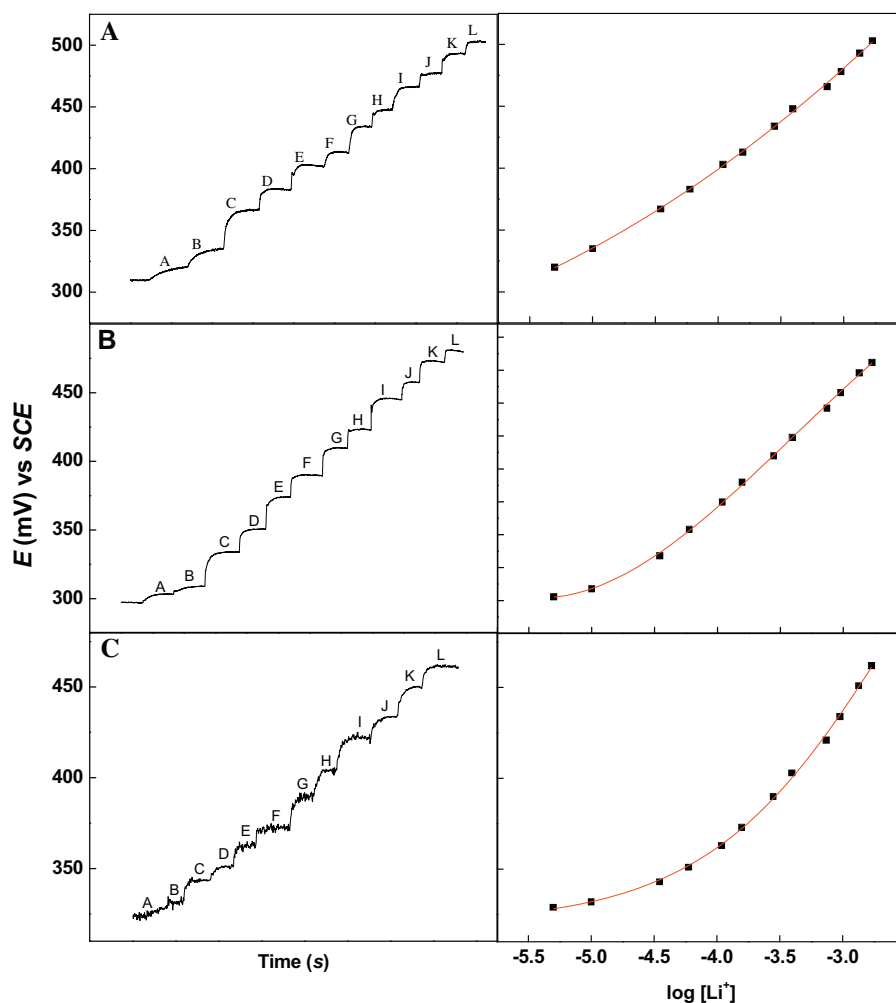 A
500
450
400
350
300
A B C D E F G H I J K L
B
450
400
350
300
A B C D E F G H I J K L
C
450
400
350
A B C D E F G H I J K L
E (mV) vs SCE
Time (s)
-5.5 -5.0 -4.5 -4.0 -3.5 -3.0
log [Li⁺]